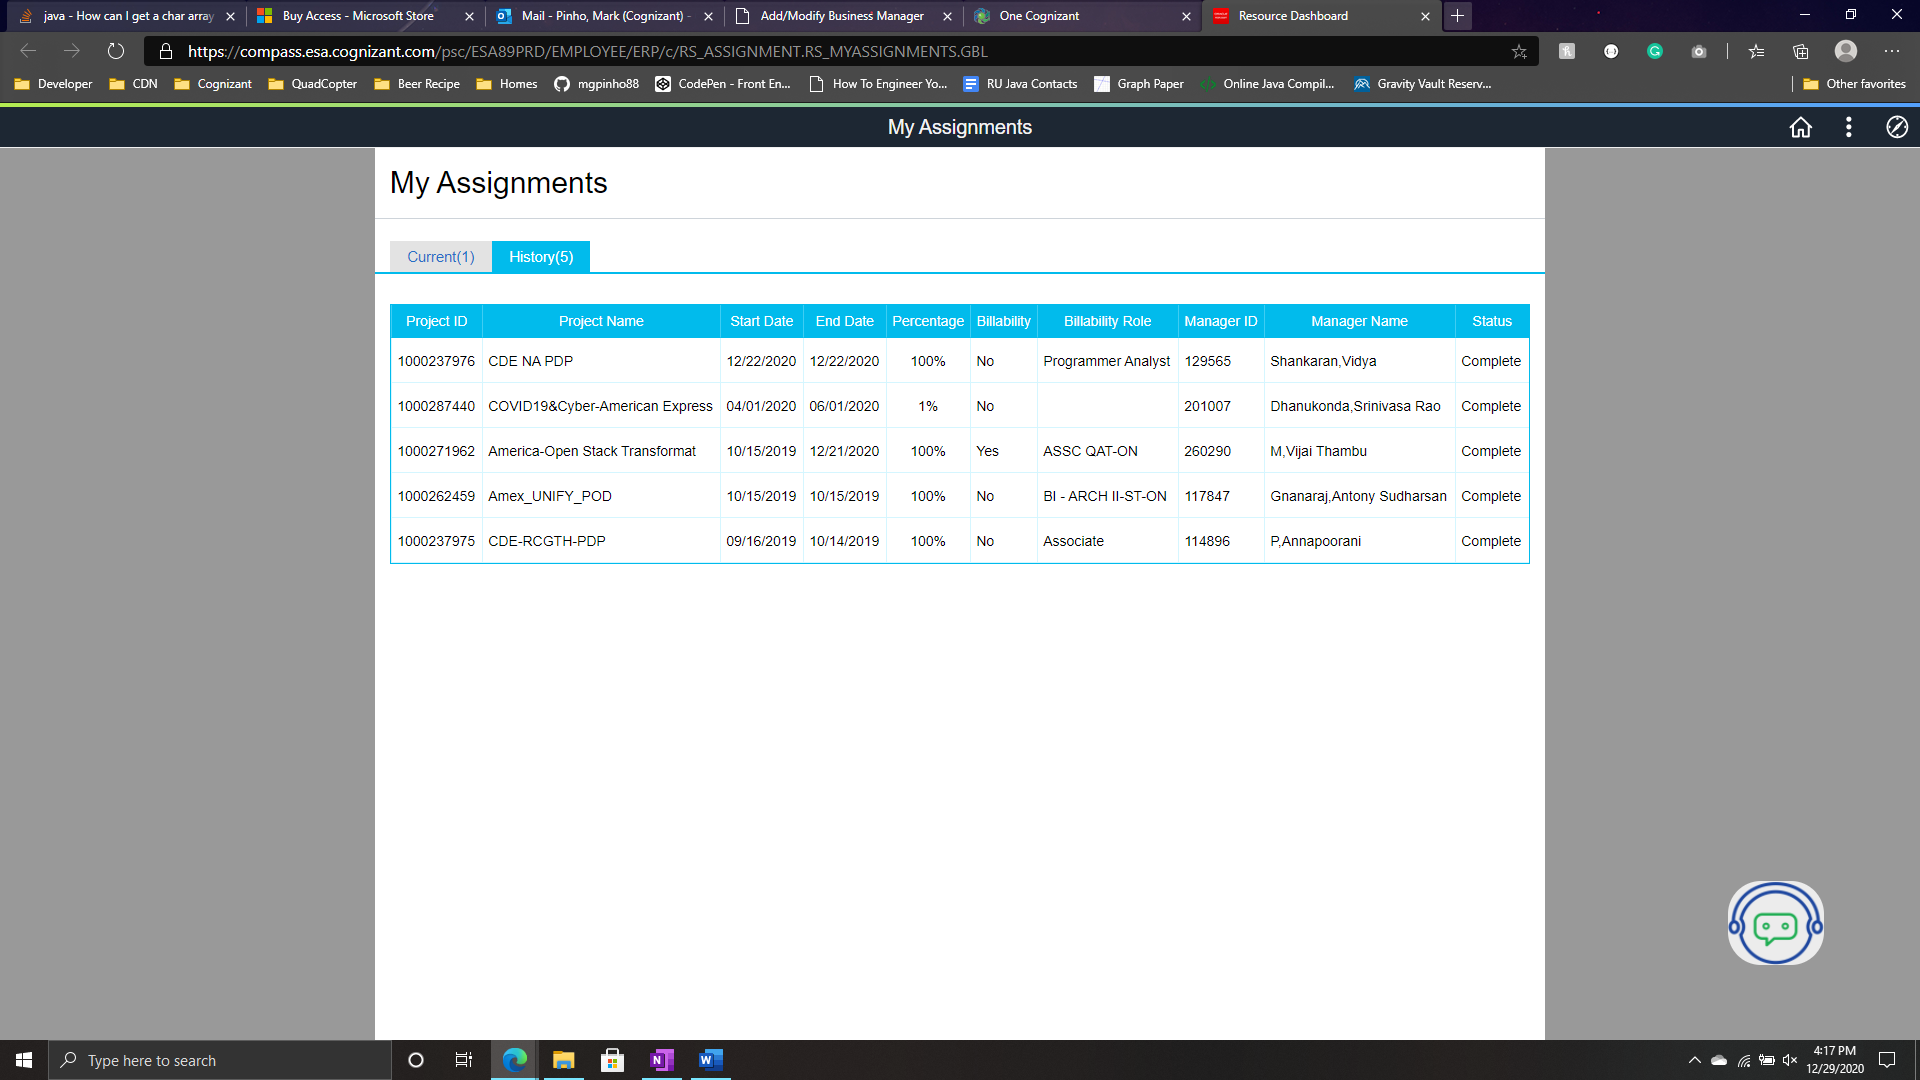 java - How can I get a char array
Buy Access - Microsoft Store
Mail - Pinho, Mark (Cognizant) -
Add/Modify Business Manager
One Cognizant
Resource Dashboard
https://compass.esa.cognizant.com/psc/ESA89PRD/EMPLOYEE/ERP/c/RS_ASSIGNMENT.RS_MYASSIGNMENTS.GBL
Developer CDN Cognizant QuadCopter Beer Recipe Homes mgpinho88 CodePen - Front En... How To Engineer Yo... RU Java Contacts Graph Paper Online Java Compil... Gravity Vault Reserv... Other favorites
My Assignments
My Assignments
Current(1) History(5)
Project ID Project Name Start Date End Date Percentage Billability Billability Role Manager ID Manager Name Status
1000237976 CDE NA PDP 12/22/2020 12/22/2020 100% No Programmer Analyst 129565 Shankaran,Vidya Complete
1000287440 COVID19&Cyber-American Express 04/01/2020 06/01/2020 1% No 201007 Dhanukonda,Srinivasa Rao Complete
1000271962 America-Open Stack Transformat 10/15/2019 12/21/2020 100% Yes ASSC QAT-ON 260290 M,Vijai Thambu Complete
1000262459 Amex_UNIFY_POD 10/15/2019 10/15/2019 100% No BI - ARCH II-ST-ON 117847 Gnanaraj,Antony Sudharsan Complete
1000237975 CDE-RCGTH-PDP 09/16/2019 10/14/2019 100% No Associate 114896 P,Annapoorani Complete
Type here to search
4:17 PM
12/29/2020